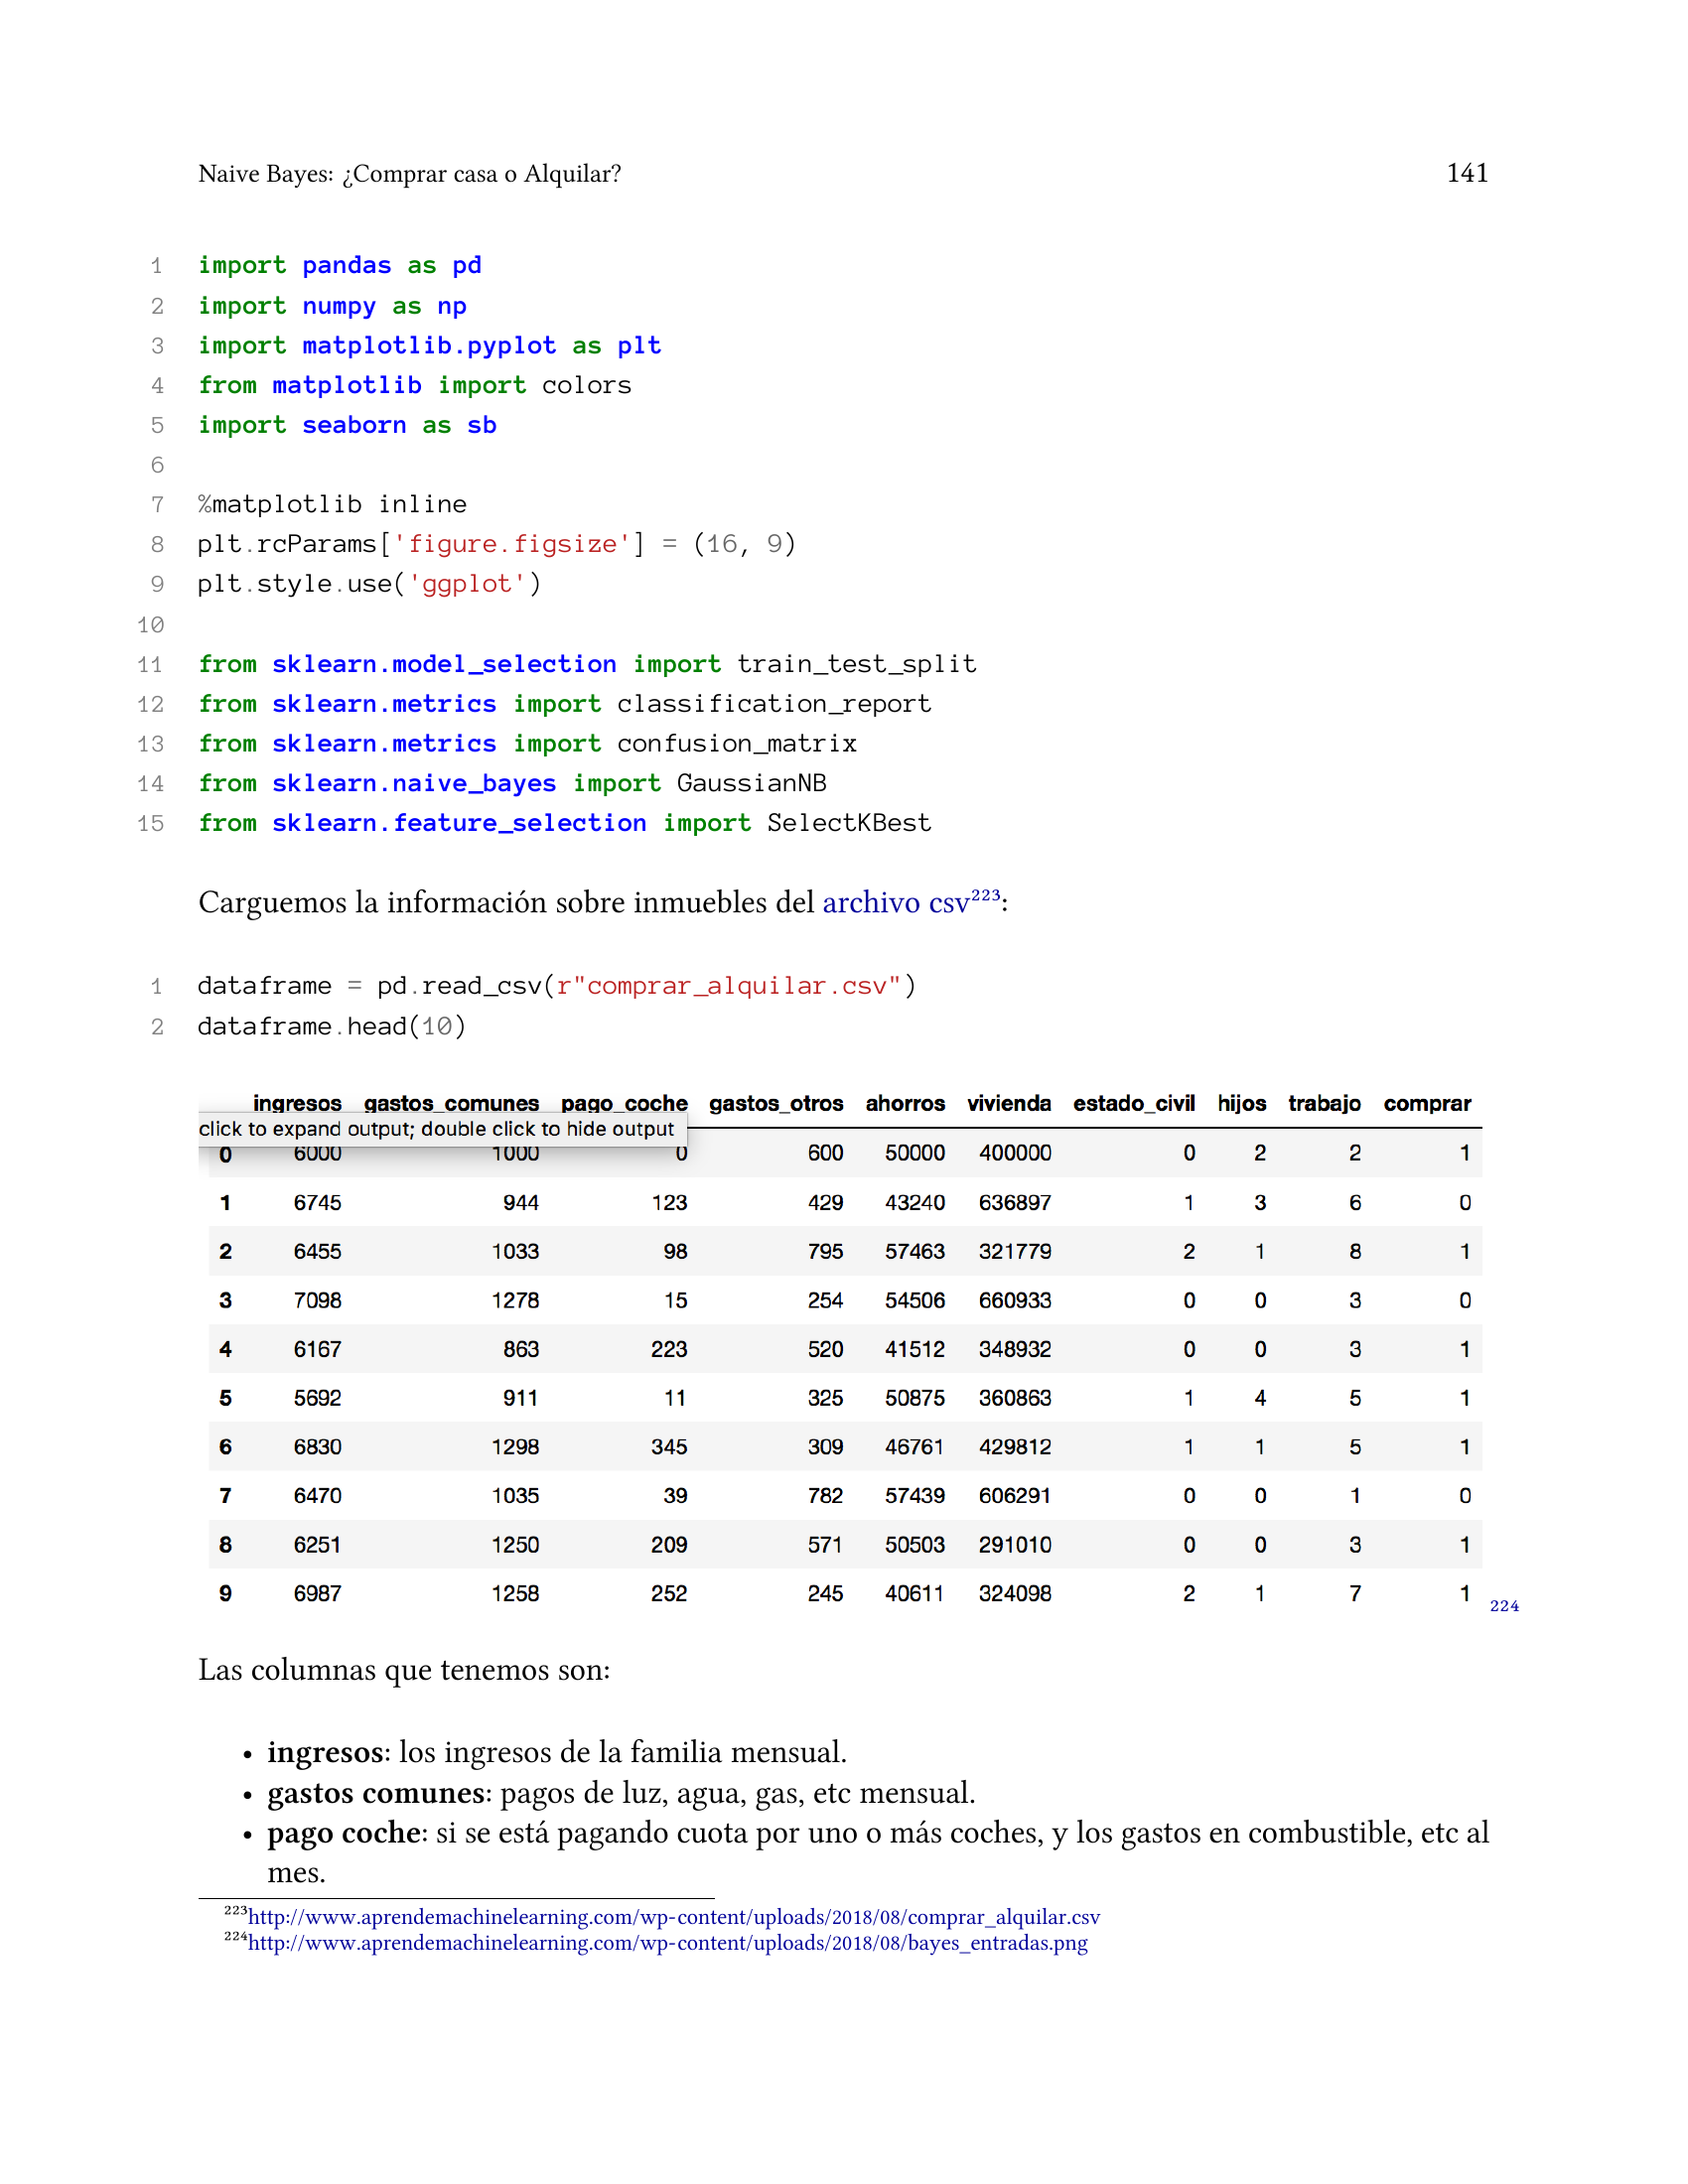 Naive Bayes: ¿Comprar casa o Alquilar? 141
1 import pandas as pd
2 import numpy as np
3 import matplotlib.pyplot as plt
4 from matplotlib import colors
5 import seaborn as sb
6
7 %matplotlib inline
8 plt.rcParams['figure.figsize'] = (16, 9)
9 plt.style.use('ggplot')
10
11 from sklearn.model_selection import train_test_split
12 from sklearn.metrics import classification_report
13 from sklearn.metrics import confusion_matrix
14 from sklearn.naive_bayes import GaussianNB
15 from sklearn.feature_selection import SelectKBest
Carguemos la información sobre inmuebles del archivo csv²²³:
1 dataframe = pd.read_csv(r"comprar_alquilar.csv")
2 dataframe.head(10)
ingresos gastos_comunes pago_coche gastos_otros ahorros vivienda estado_civil hijos trabajo comprar
click to expand output; double click to hide output
0 6000 1000 0 600 50000 400000 0 2 2 1
1 6745 944 123 429 43240 636897 1 3 6 0
2 6455 1033 98 795 57463 321779 2 1 8 1
3 7098 1278 15 254 54506 660933 0 0 3 0
4 6167 863 223 520 41512 348932 0 0 3 1
5 5692 911 11 325 50875 360863 1 4 5 1
6 6830 1298 345 309 46761 429812 1 1 5 1
7 6470 1035 39 782 57439 606291 0 0 1 0
8 6251 1250 209 571 50503 291010 0 0 3 1
9 6987 1258 252 245 40611 324098 2 1 7 1 ²²⁴
Las columnas que tenemos son:
• ingresos: los ingresos de la familia mensual.
• gastos comunes: pagos de luz, agua, gas, etc mensual.
• pago coche: si se está pagando cuota por uno o más coches, y los gastos en combustible, etc al
mes.
²²³http://www.aprendemachinelearning.com/wp-content/uploads/2018/08/comprar_alquilar.csv
²²⁴http://www.aprendemachinelearning.com/wp-content/uploads/2018/08/bayes_entradas.png